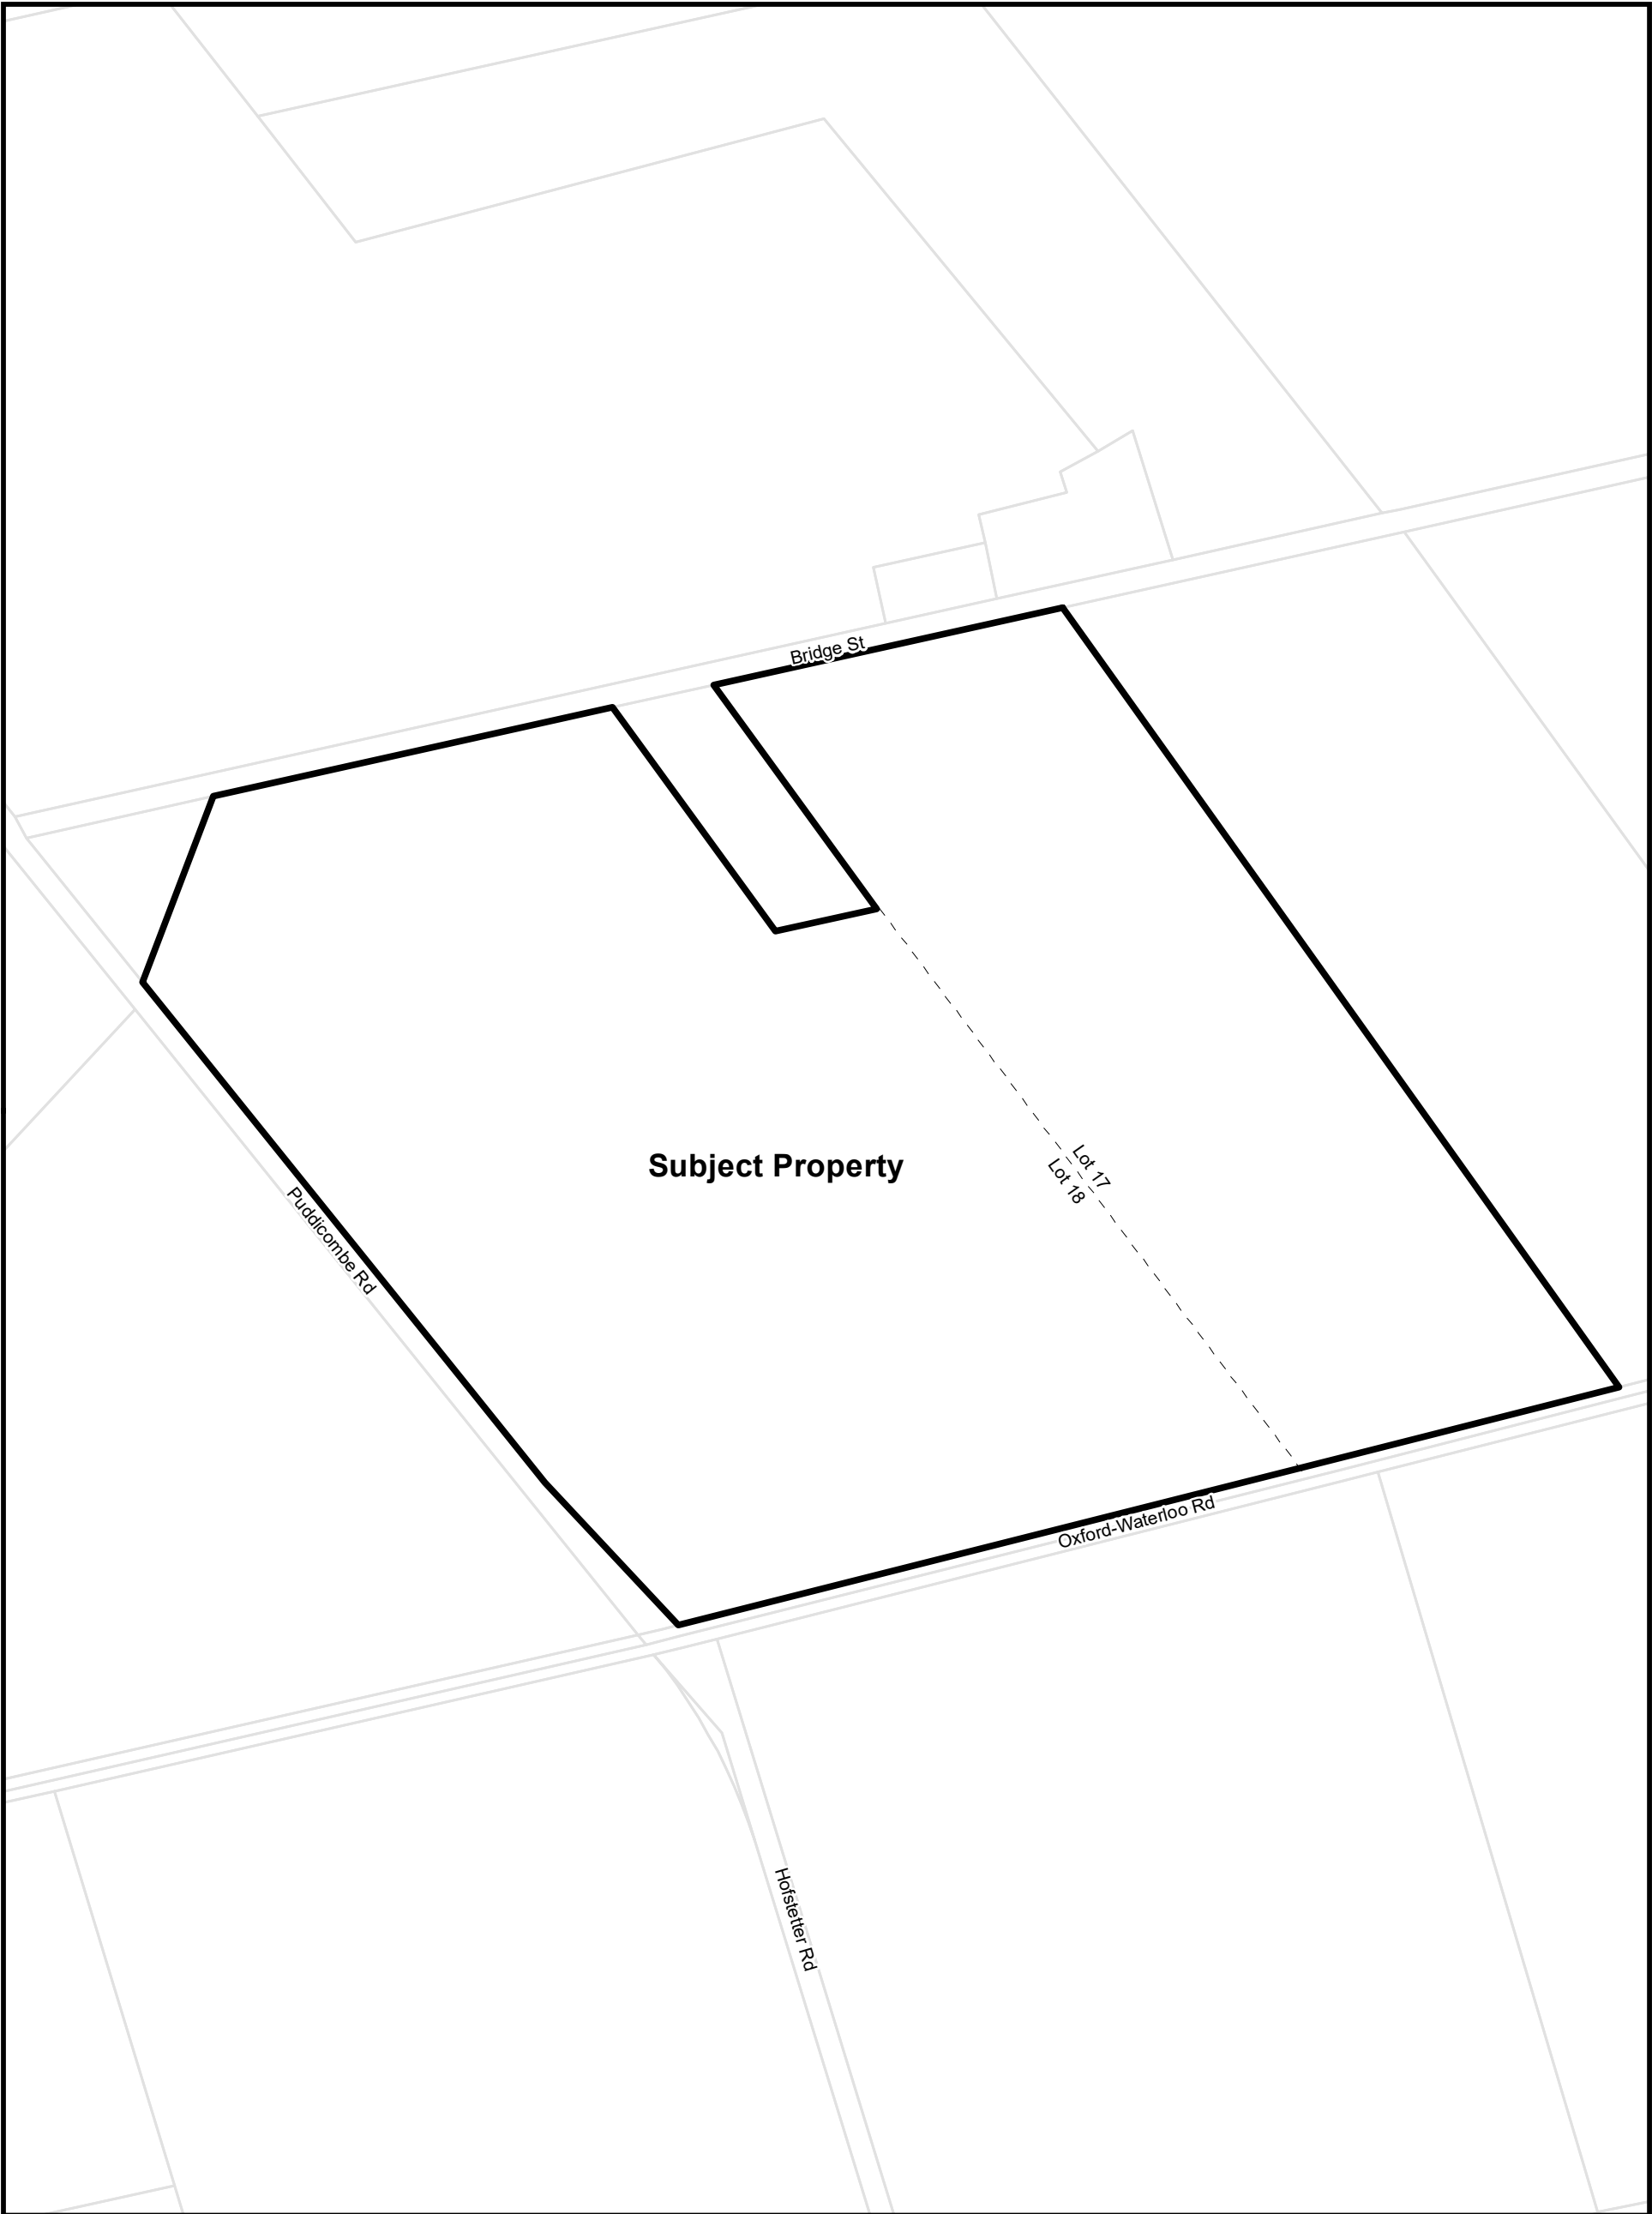 Bridge St
Lot 17
Lot 18
Subject Property
Puddicombe Rd
Oxford-Waterloo Rd
Hofstetter Rd